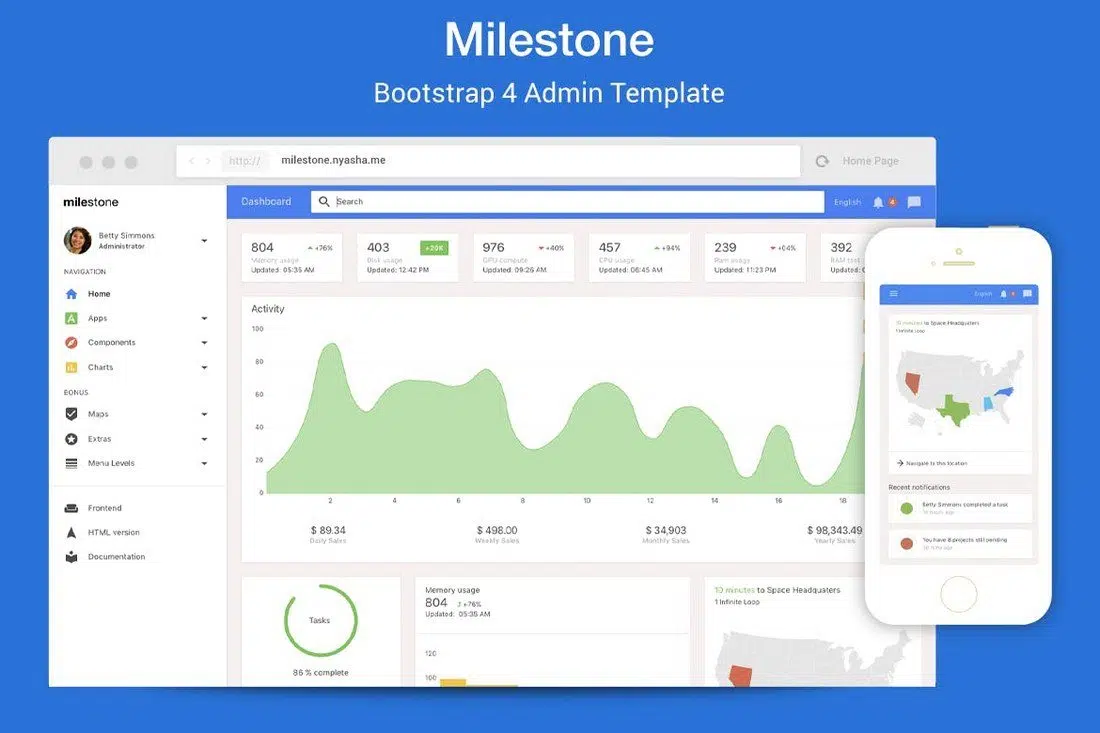 Milestone
Bootstrap 4 Admin Template
http://
milestone.nyasha.me
Home Page
milestone
Dashboard
Search
English
4
Betty Simmons
Administrator
NAVIGATION
Home
Apps
Components
Charts
BONUS
Maps
Extras
Menu Levels
Frontend
HTML version
Documentation
804 +76%
Memory usage
Updated: 05:35 AM
403 +20K
Disk usage
Updated: 12:42 PM
976 +40%
GPU compute
Updated: 09:26 AM
457 +94%
CPU usage
Updated: 06:45 AM
239 +04%
Ram usagy
Updated: 11:23 PM
392
RAM test
Updated:
Activity
100
80
60
40
20
0
2 4 6 8 10 12 14 16 18
$ 89.34
Daily Sales
$ 498.00
Weekly Sales
$ 34,903
Monthly Sales
$ 98,343.49
Yearly Sales
Tasks
86 % complete
Memory usage
804 +76%
Updated: 05:35 AM
120
100
10 minutes to Space Headquaters
1 Infinite Loop
English
10 minutes to Space Headquaters
1 Infinite Loop
Navigate to this location
Recent notifications
Betty Simmons completed a task
You have 8 projects still pending